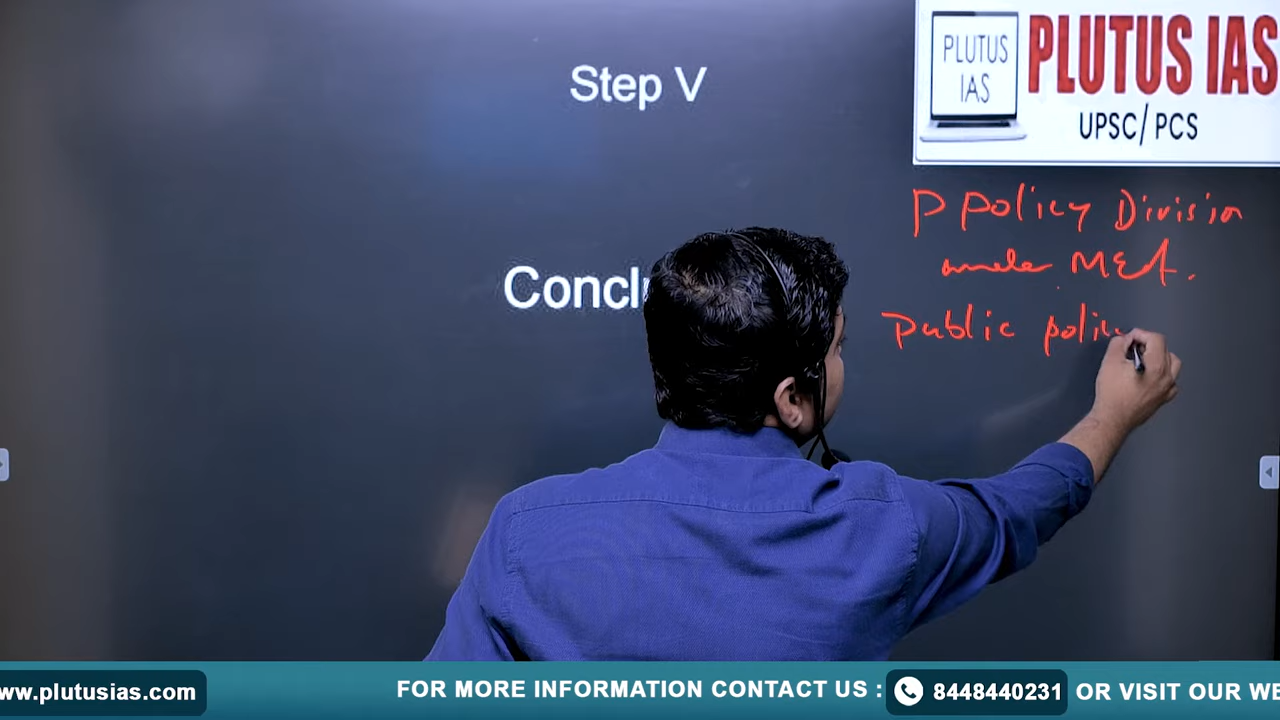 PLUTUS IAS
PLUTUS IAS
UPSC/PCS
Step V
P Policy Division
under MEA.
Concl
public polic
www.plutusias.com
FOR MORE INFORMATION CONTACT US : 8448440231 OR VISIT OUR WE